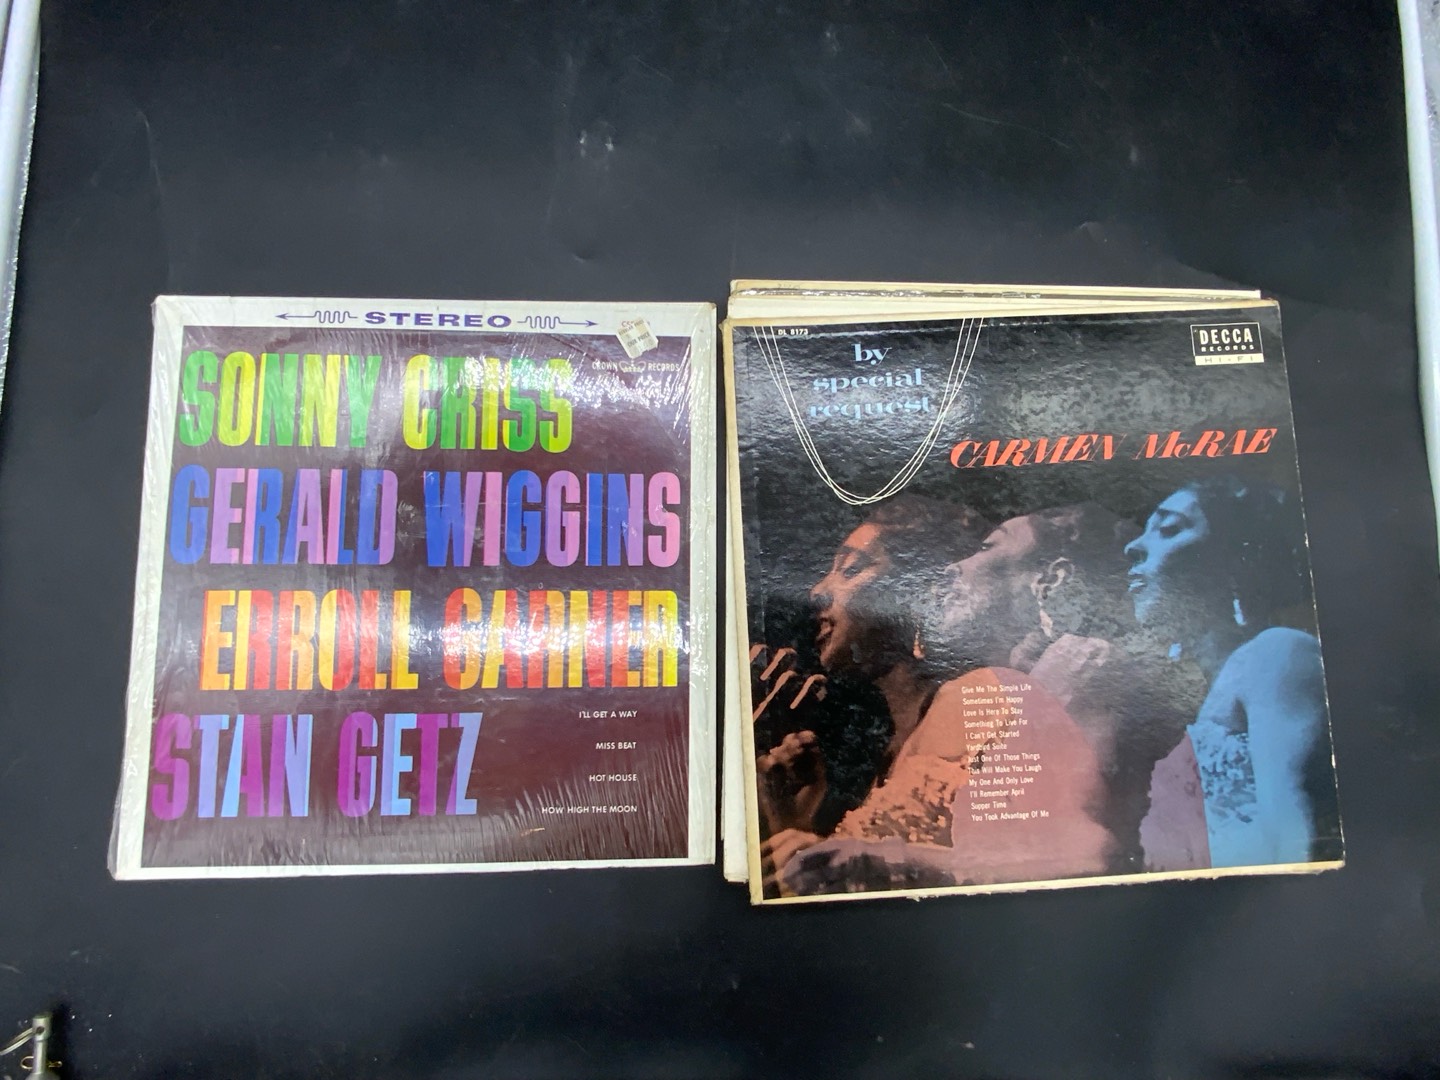 STEREO
CROWN RECORDS
SONNY CRISS
GERALD WIGGINS
ERROLL GARNER
STAN GETZ
I'LL GET A WAY
MISS BEAT
HOT HOUSE
HOW HIGH THE MOON
DL 8173
DECCA
RECORDS
HI-FI
by
special
request
CARMEN McRAE
Give Me The Simple Life
Sometimes I'm Happy
Love Is Here To Stay
Something To Live For
I Can't Get Started
Yardbird Suite
Just One Of Those Things
This Will Make You Laugh
My One And Only Love
I'll Remember April
Supper Time
You Took Advantage Of Me